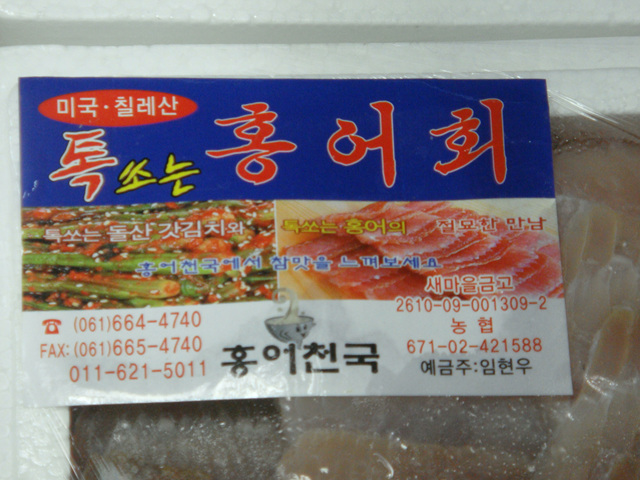 미국·칠레산
톡 쏘는 홍어회
톡쏘는 돌산 갓김치와 톡쏘는 홍어의 절묘한 만남
홍어천국에서 참맛을 느껴보세요
새마을금고
2610-09-001309-2
농협
671-02-421588
예금주:임현우
☎ (061)664-4740
FAX: (061)665-4740
011-621-5011
홍어천국